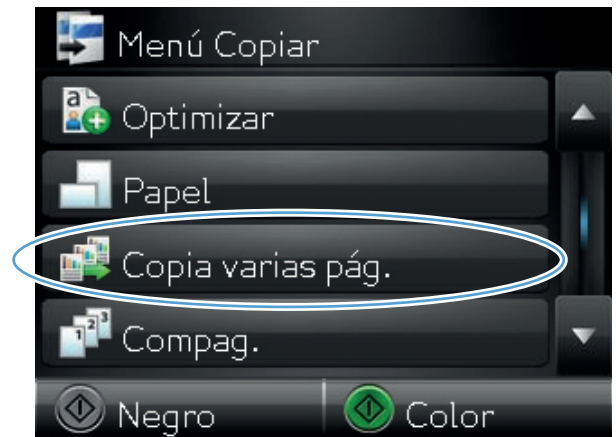 Menú Copiar
Optimizar
Papel
Copia varias pág.
Compag.
Negro Color